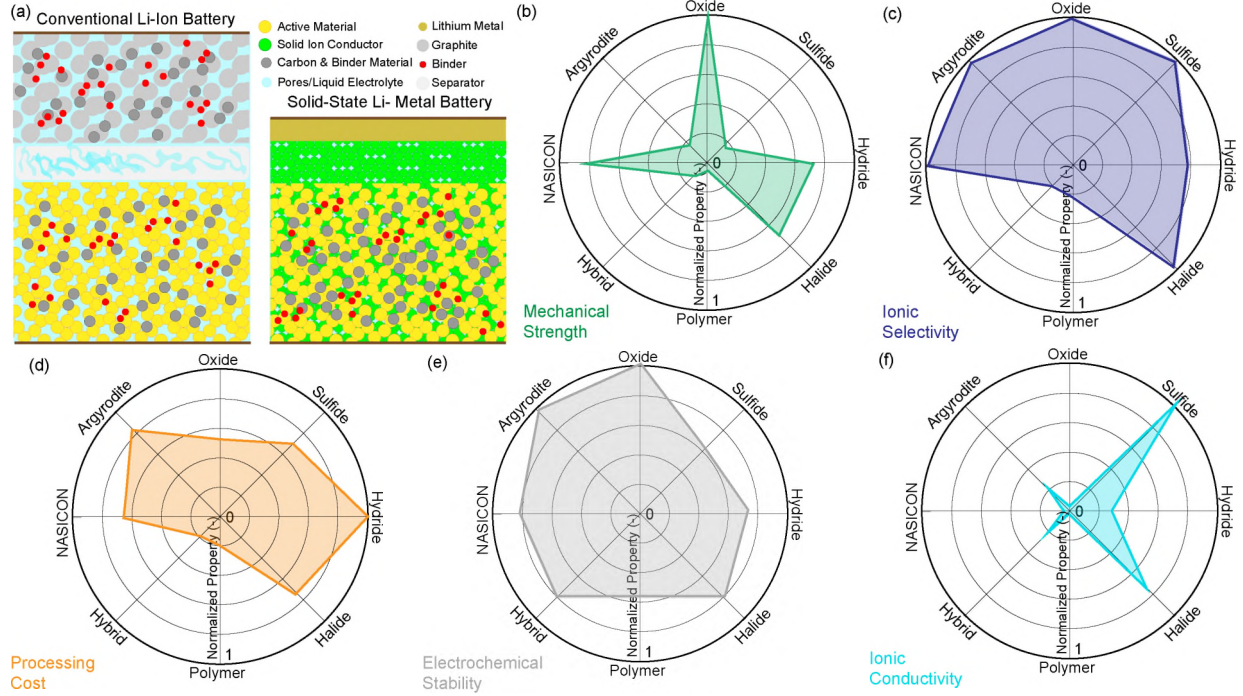 (a)
Conventional Li-Ion Battery
Active Material
Solid Ion Conductor
Carbon & Binder Material
Pores/Liquid Electrolyte
Lithium Metal
Graphite
Binder
Separator
Solid-State Li- Metal Battery
(b)
Oxide
Sulfide
Hydride
Halide
Polymer
Hybrid
NASICON
Argyrodite
0
1
Normalized Property (-)
Mechanical
Strength
(c)
Oxide
Sulfide
Hydride
Halide
Polymer
Hybrid
NASICON
Argyrodite
0
1
Normalized Property (-)
Ionic
Selectivity
(d)
Oxide
Sulfide
Hydride
Halide
Polymer
Hybrid
NASICON
Argyrodite
0
1
Normalized Property (-)
Processing
Cost
(e)
Oxide
Sulfide
Hydride
Halide
Polymer
Hybrid
NASICON
Argyrodite
0
1
Normalized Property (-)
Electrochemical
Stability
(f)
Oxide
Sulfide
Hydride
Halide
Polymer
Hybrid
NASICON
Argyrodite
0
1
Normalized Property (-)
Ionic
Conductivity